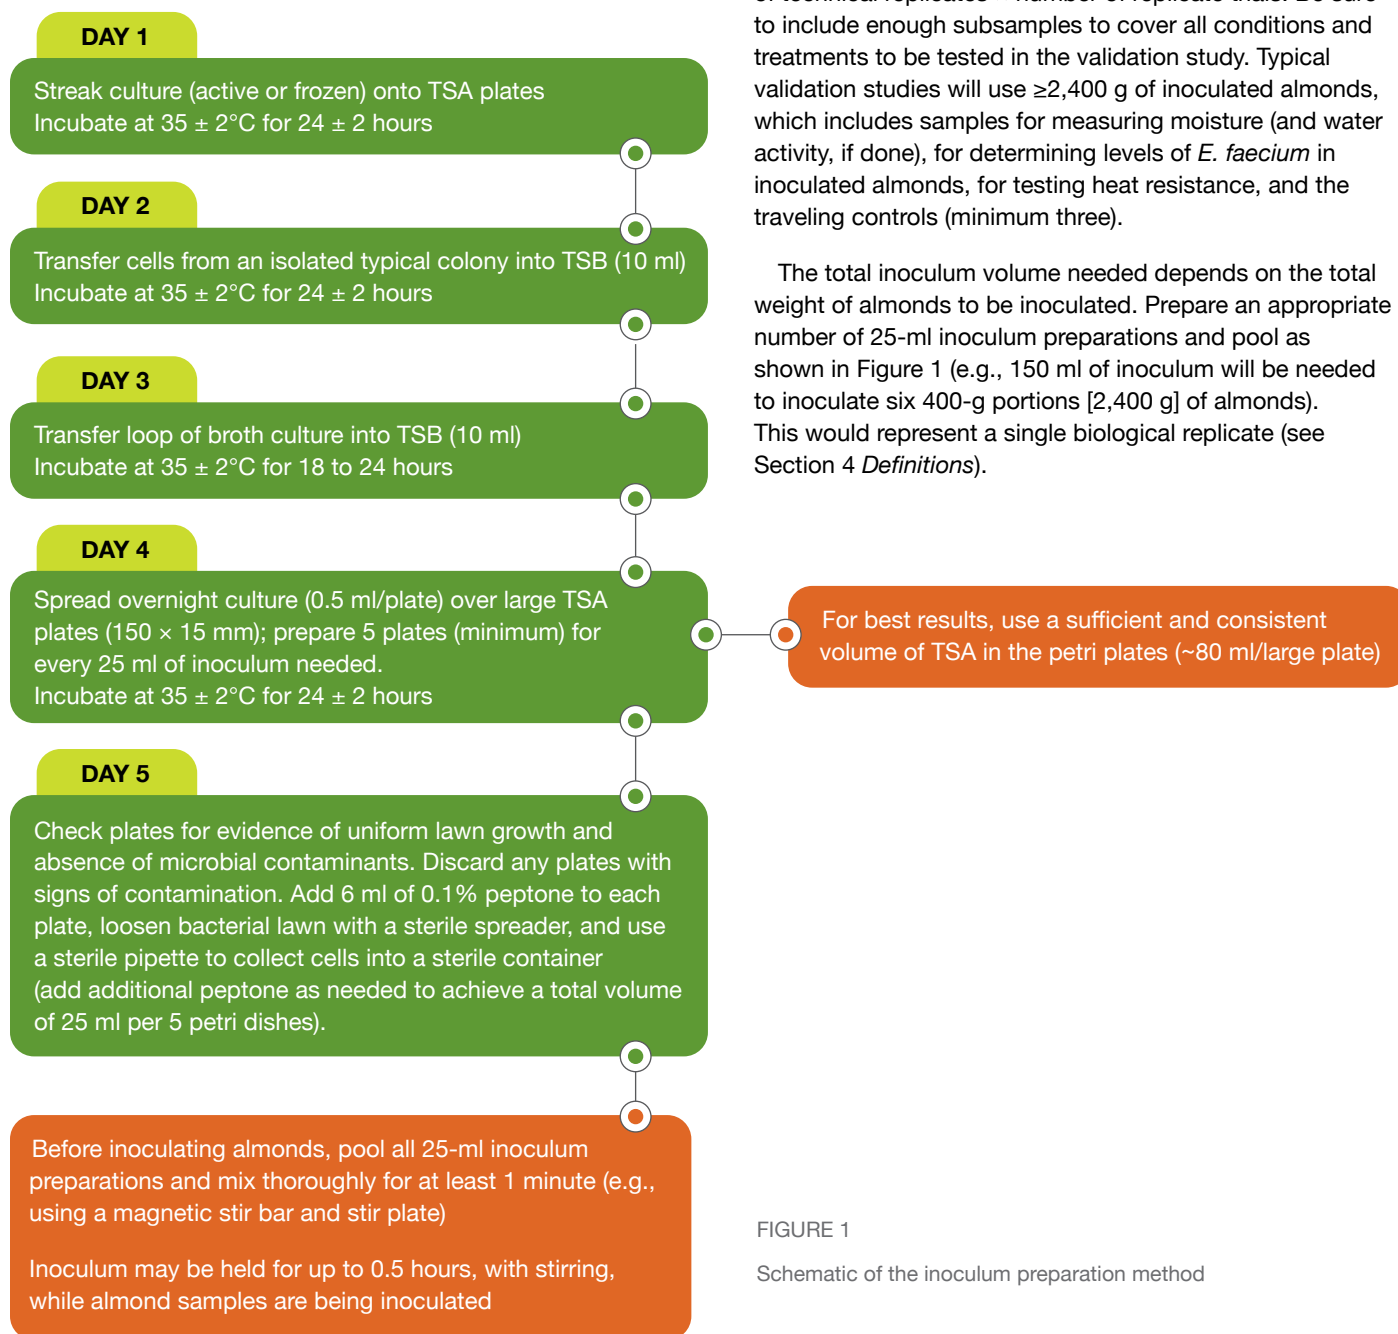 DAY 1
Streak culture (active or frozen) onto TSA plates
Incubate at 35 ± 2°C for 24 ± 2 hours
DAY 2
Transfer cells from an isolated typical colony into TSB (10 ml)
Incubate at 35 ± 2°C for 24 ± 2 hours
DAY 3
Transfer loop of broth culture into TSB (10 ml)
Incubate at 35 ± 2°C for 18 to 24 hours
DAY 4
Spread overnight culture (0.5 ml/plate) over large TSA
plates (150 × 15 mm); prepare 5 plates (minimum) for
every 25 ml of inoculum needed.
Incubate at 35 ± 2°C for 24 ± 2 hours
For best results, use a sufficient and consistent
volume of TSA in the petri plates (~80 ml/large plate)
DAY 5
Check plates for evidence of uniform lawn growth and
absence of microbial contaminants. Discard any plates with
signs of contamination. Add 6 ml of 0.1% peptone to each
plate, loosen bacterial lawn with a sterile spreader, and use
a sterile pipette to collect cells into a sterile container
(add additional peptone as needed to achieve a total volume
of 25 ml per 5 petri dishes).
Before inoculating almonds, pool all 25-ml inoculum
preparations and mix thoroughly for at least 1 minute (e.g.,
using a magnetic stir bar and stir plate)
Inoculum may be held for up to 0.5 hours, with stirring,
while almond samples are being inoculated
of technical replicates number of replicate trials. Be sure
to include enough subsamples to cover all conditions and
treatments to be tested in the validation study. Typical
validation studies will use ≥2,400 g of inoculated almonds,
which includes samples for measuring moisture (and water
activity, if done), for determining levels of E. faecium in
inoculated almonds, for testing heat resistance, and the
traveling controls (minimum three).
The total inoculum volume needed depends on the total
weight of almonds to be inoculated. Prepare an appropriate
number of 25-ml inoculum preparations and pool as
shown in Figure 1 (e.g., 150 ml of inoculum will be needed
to inoculate six 400-g portions [2,400 g] of almonds).
This would represent a single biological replicate (see
Section 4 Definitions).
FIGURE 1
Schematic of the inoculum preparation method